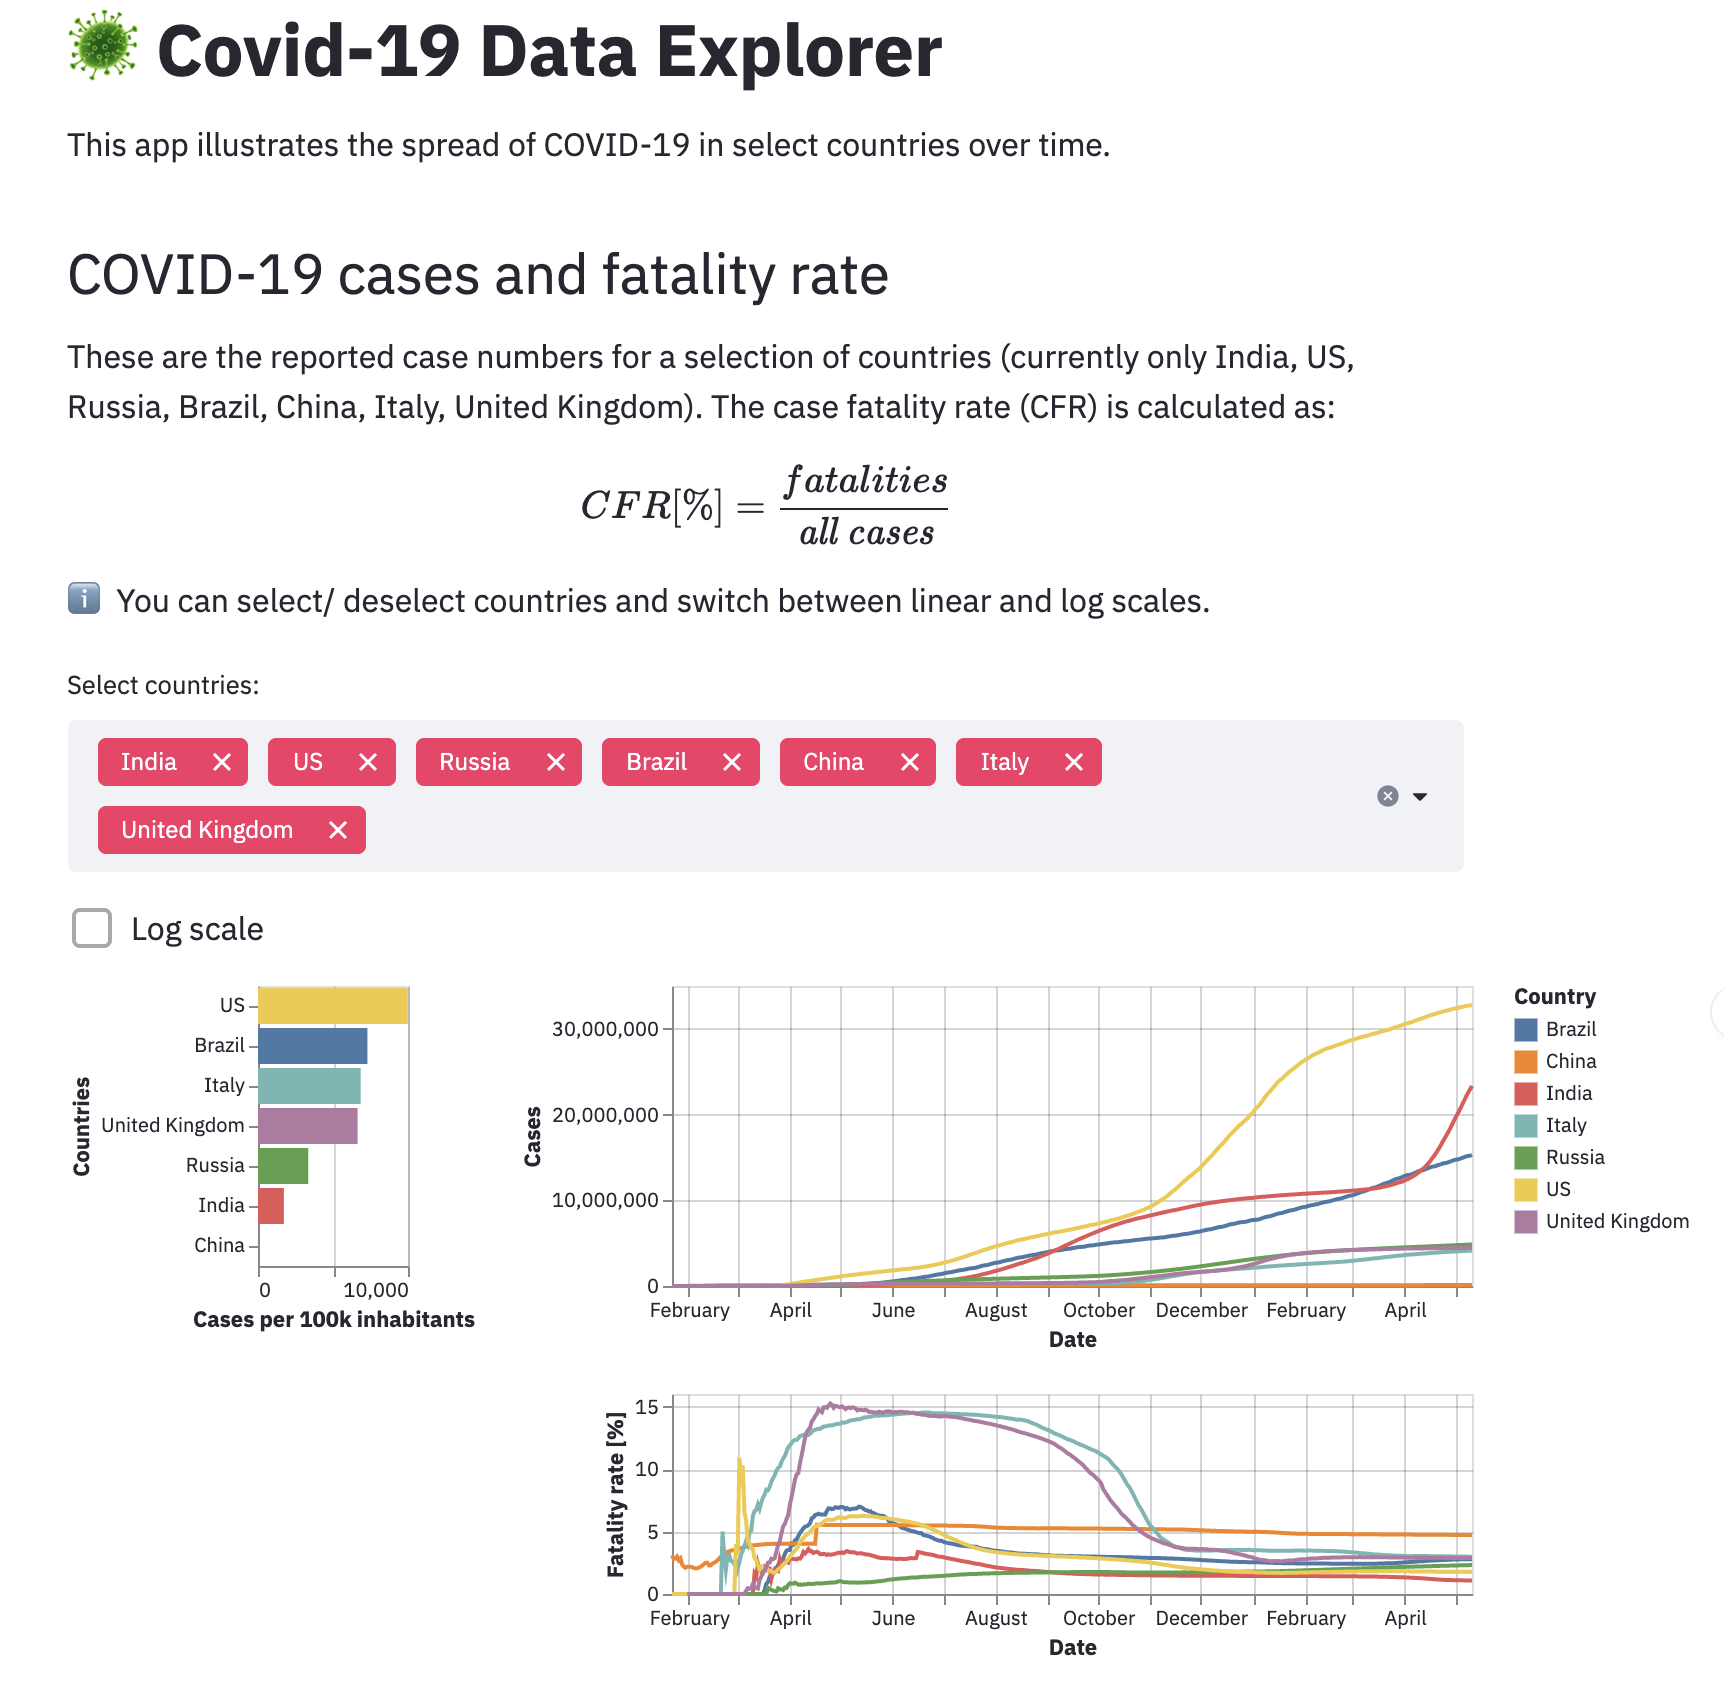 Covid-19 Data Explorer
This app illustrates the spread of COVID-19 in select countries over time.
COVID-19 cases and fatality rate
These are the reported case numbers for a selection of countries (currently only India, US,
Russia, Brazil, China, Italy, United Kingdom). The case fatality rate (CFR) is calculated as:
CFR[%] = fatalities / all cases
i You can select/ deselect countries and switch between linear and log scales.
Select countries:
India US Russia Brazil China Italy
United Kingdom
Log scale
US
Brazil
Italy
United Kingdom
Russia
India
China
Countries
0 10,000
Cases per 100k inhabitants
30,000,000
20,000,000
10,000,000
0
Cases
February April June August October December February April
Date
Country
Brazil
China
India
Italy
Russia
US
United Kingdom
15
10
5
0
Fatality rate [%]
February April June August October December February April
Date